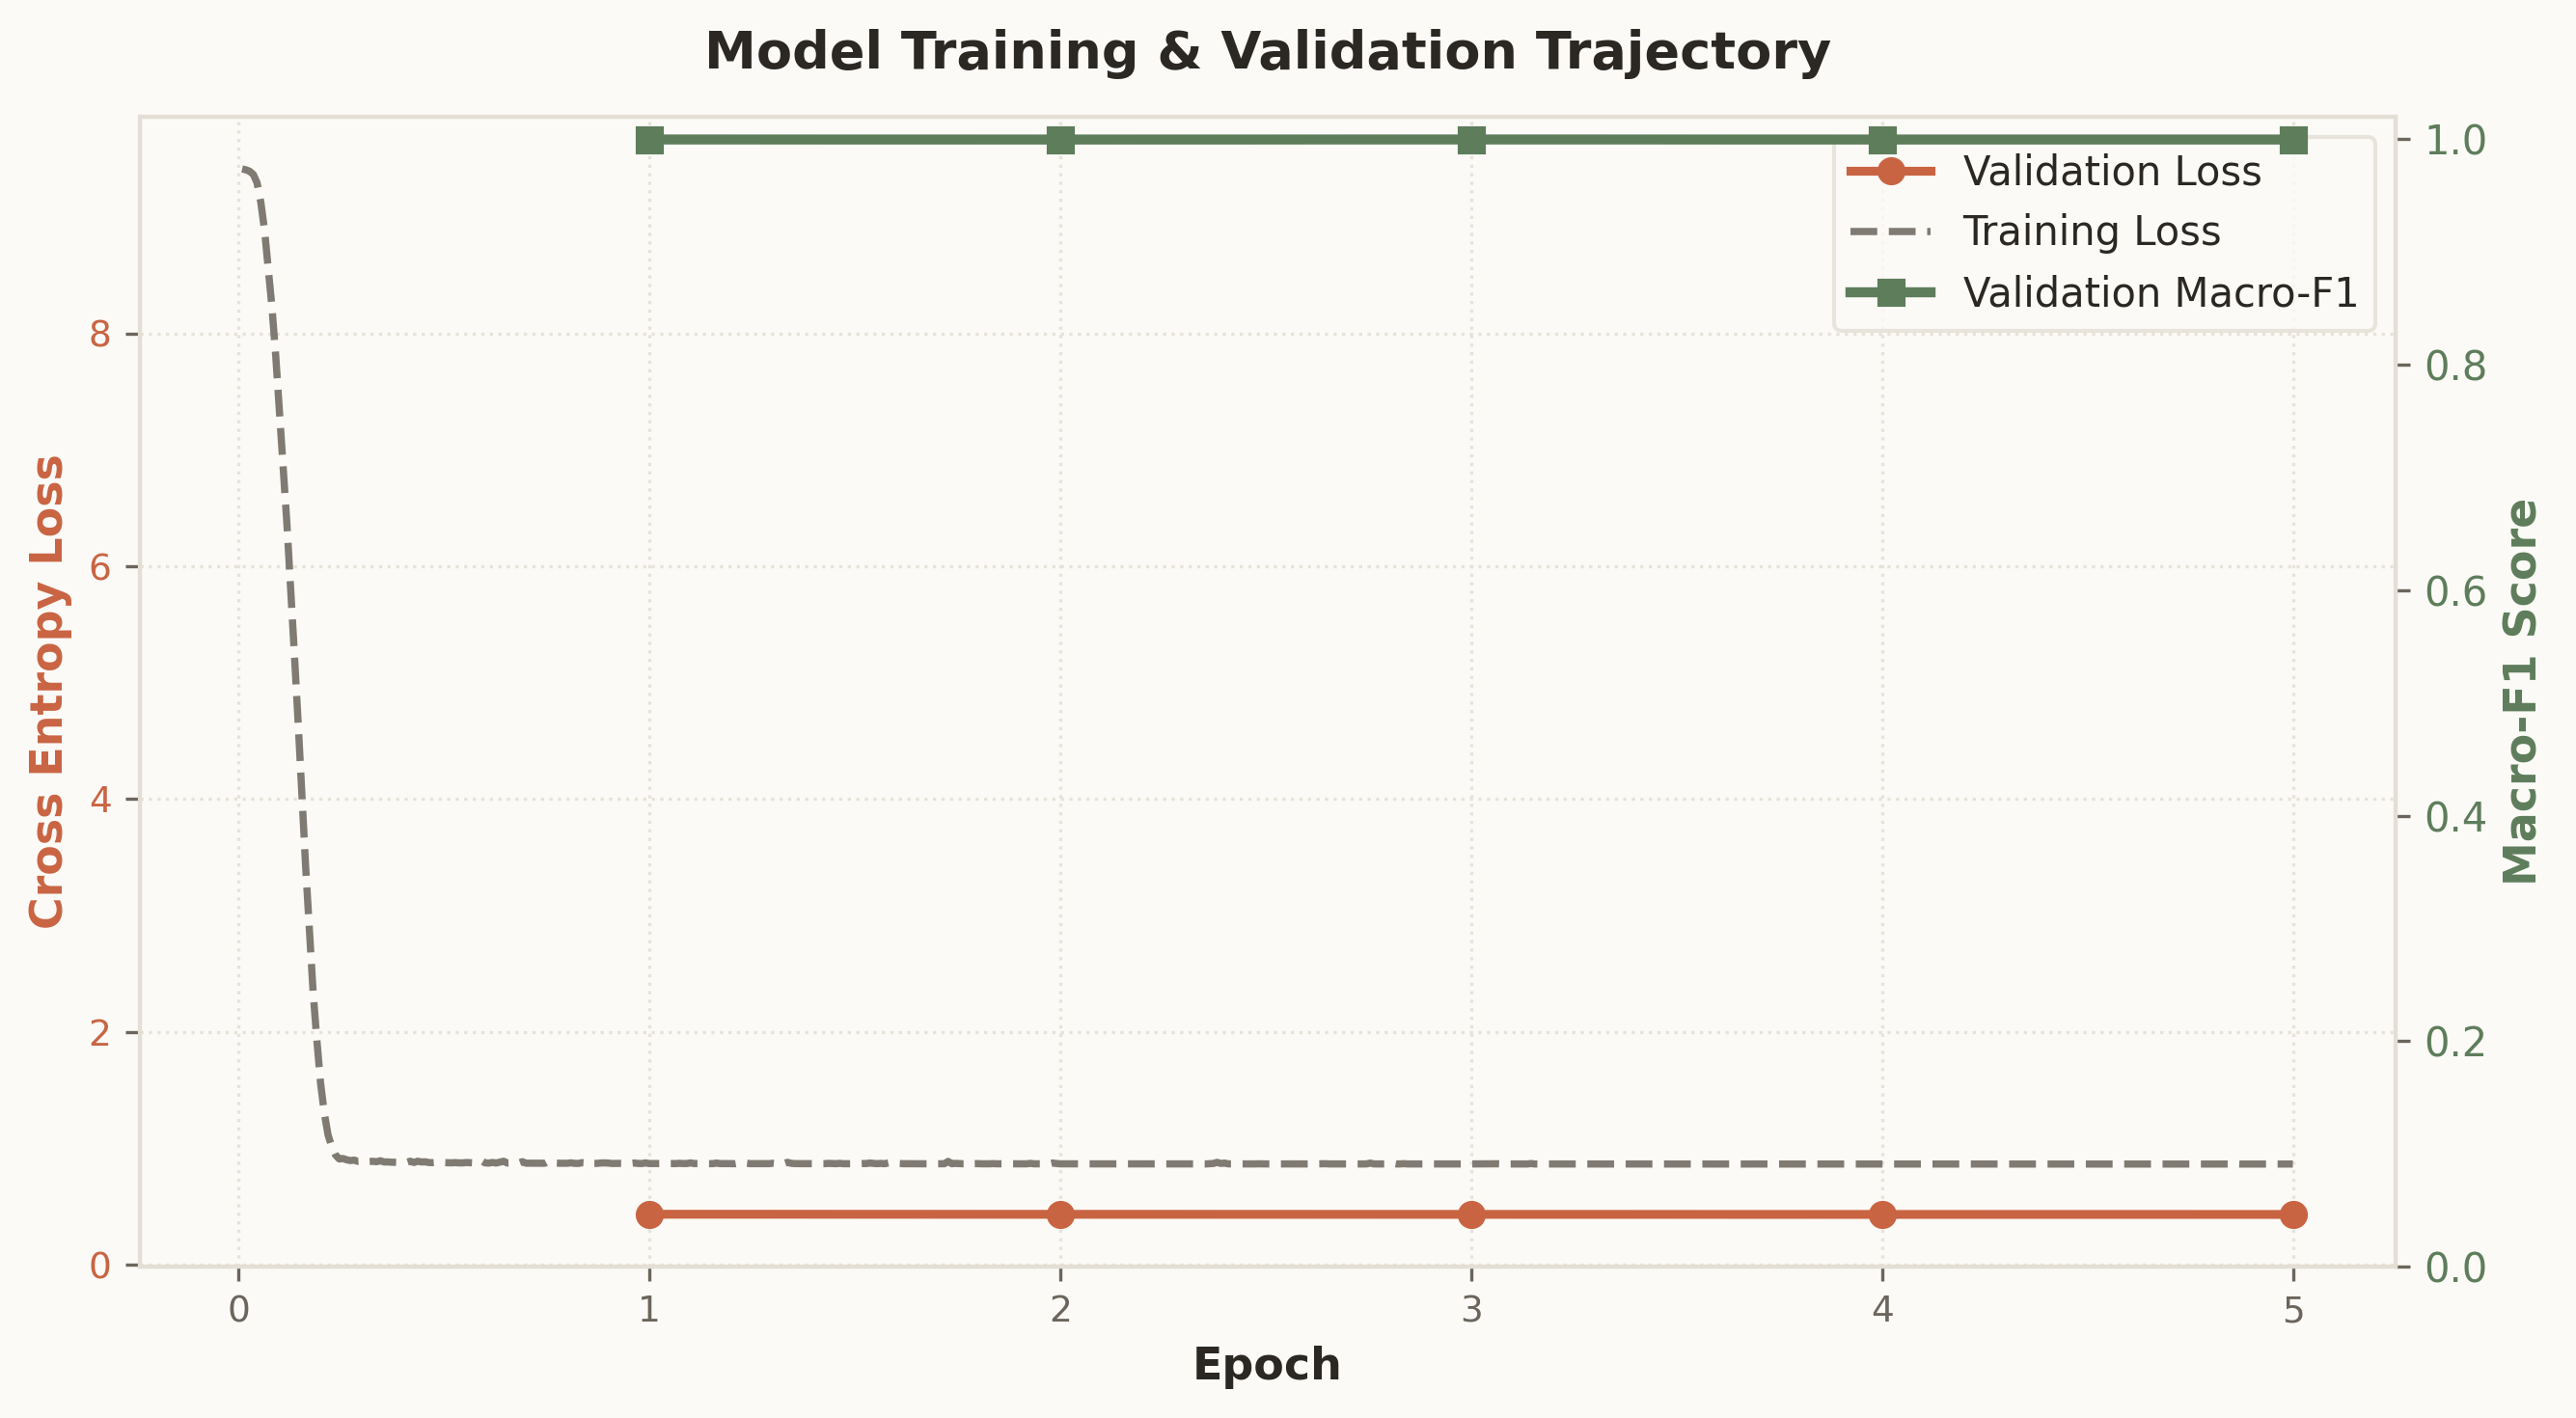 Model Training & Validation Trajectory
Validation Loss
Training Loss
Validation Macro-F1
Cross Entropy Loss
8
6
4
2
0
1.0
0.8
0.6
0.4
0.2
0.0
Macro-F1 Score
0 1 2 3 4 5
Epoch